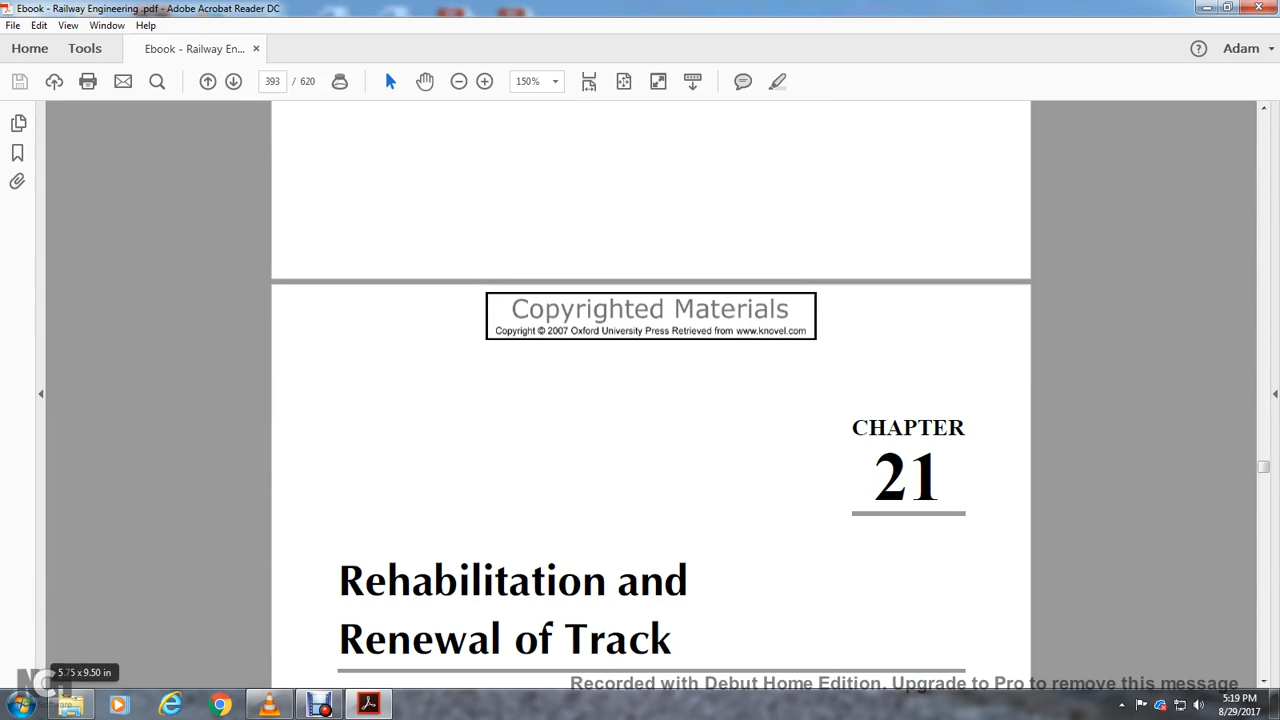 Ebook - Railway Engineering .pdf - Adobe Acrobat Reader DC
File Edit View Window Help
Home Tools Ebook - Railway En... × Adam
393 / 620 150%
Copyrighted Materials
Copyright © 2007 Oxford University Press Retrieved from www.knovel.com
CHAPTER
21
Rehabilitation and
Renewal of Track
5.75 x 9.50 in
Recorded with Debut Home Edition. Upgrade to Pro to remove this message
NCH
Software
5:19 PM
8/29/2017